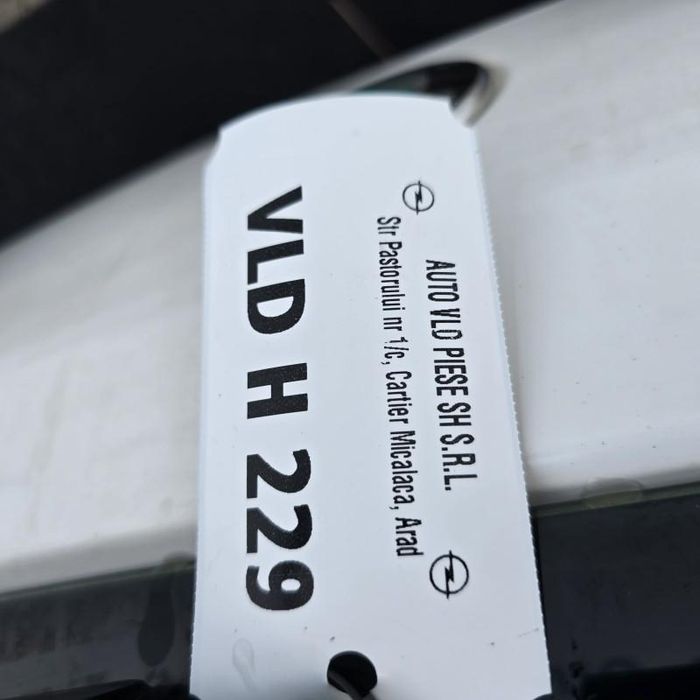 AUTO VLD PIESE SH S.R.L.
Str Pastorului nr 1/c, Cartier Micalaca, Arad
VLD H 229